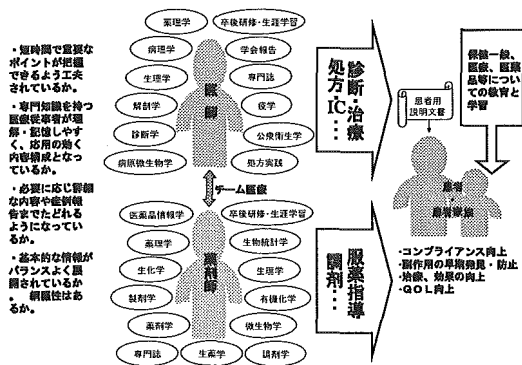 ・短時間で重要な
ポイントが把握
できるよう工夫
されているか。
・専門知識を持つ
医療従事者が理
解・記憶しやす
く、応用の効く
内容構成となっ
ているか。
・必要に応じ詳細
な内容や症例報
告までたどれる
ようになってい
るか。
・基本的な情報が
バランスよく展
開されているか
。網羅性はあ
るか。
薬理学
卒後研修・生涯学習
病理学
学会報告
生理学
専門誌
解剖学
疫学
診断学
公衆衛生学
病原微生物学
処方実践
医師
チーム医療
医薬品情報学
卒後研修・生涯学習
薬理学
生物統計学
生化学
生理学
製剤学
有機化学
薬剤学
微生物学
専門誌
生薬学
調剤学
薬剤師
診断・治療
処方・IC・・・
服薬指導
調剤・・・
患者用
説明文書
保健一般、
医療、医薬
品等につい
ての教育と
学習
患者・
患者家族
・コンプライアンス向上
・副作用の早期発見・防止
・治療、効果の向上
・QOL向上